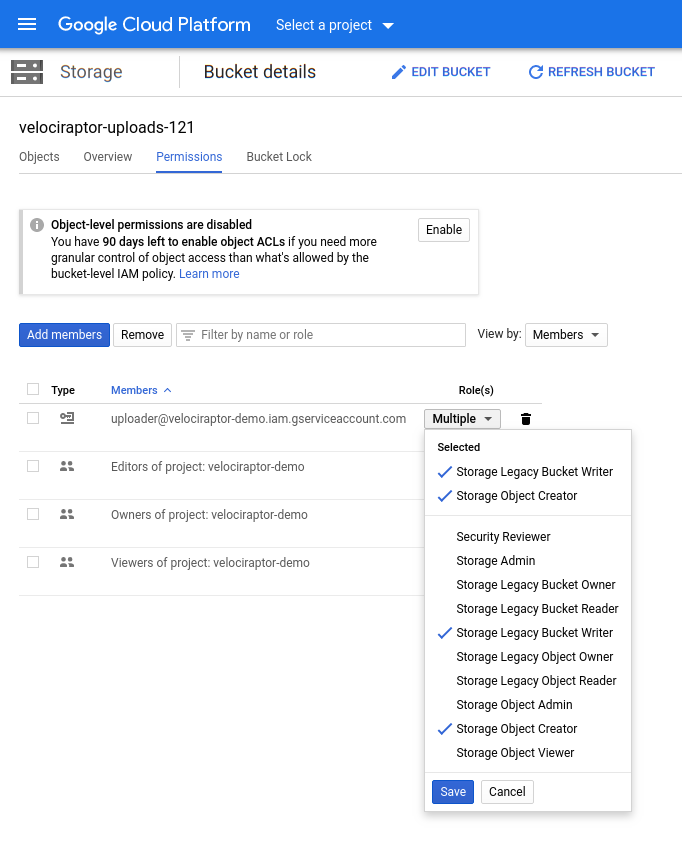 Google Cloud Platform Select a project
Storage Bucket details EDIT BUCKET REFRESH BUCKET
velociraptor-uploads-121
Objects Overview Permissions Bucket Lock
Object-level permissions are disabled
You have 90 days left to enable object ACLs if you need more
granular control of object access than what's allowed by the
bucket-level IAM policy. Learn more
Enable
Add members Remove Filter by name or role View by: Members
Type Members Role(s)
uploader@velociraptor-demo.iam.gserviceaccount.com Multiple
Editors of project: velociraptor-demo
Owners of project: velociraptor-demo
Viewers of project: velociraptor-demo
Selected
Storage Legacy Bucket Writer
Storage Object Creator
Security Reviewer
Storage Admin
Storage Legacy Bucket Owner
Storage Legacy Bucket Reader
Storage Legacy Bucket Writer
Storage Legacy Object Owner
Storage Legacy Object Reader
Storage Object Admin
Storage Object Creator
Storage Object Viewer
Save Cancel